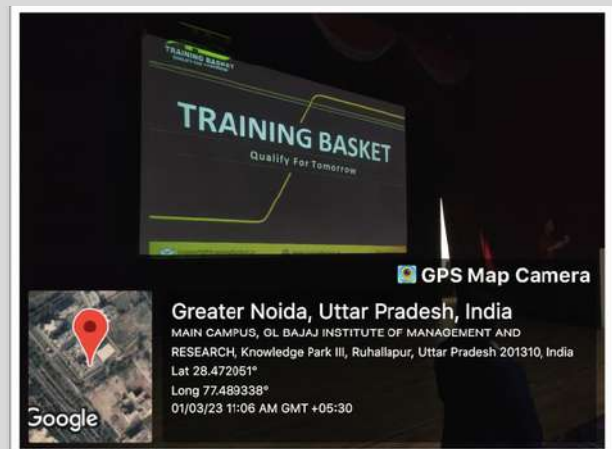 TRAINING BASKET
TRAINING BASKET
Qualify For Tomorrow
GPS Map Camera
Greater Noida, Uttar Pradesh, India
MAIN CAMPUS, GL BAJAJ INSTITUTE OF MANAGEMENT AND
RESEARCH, Knowledge Park III, Ruhallapur, Uttar Pradesh 201310, India
Lat 28.472051°
Long 77.489338°
01/03/23 11:06 AM GMT +05:30
Google